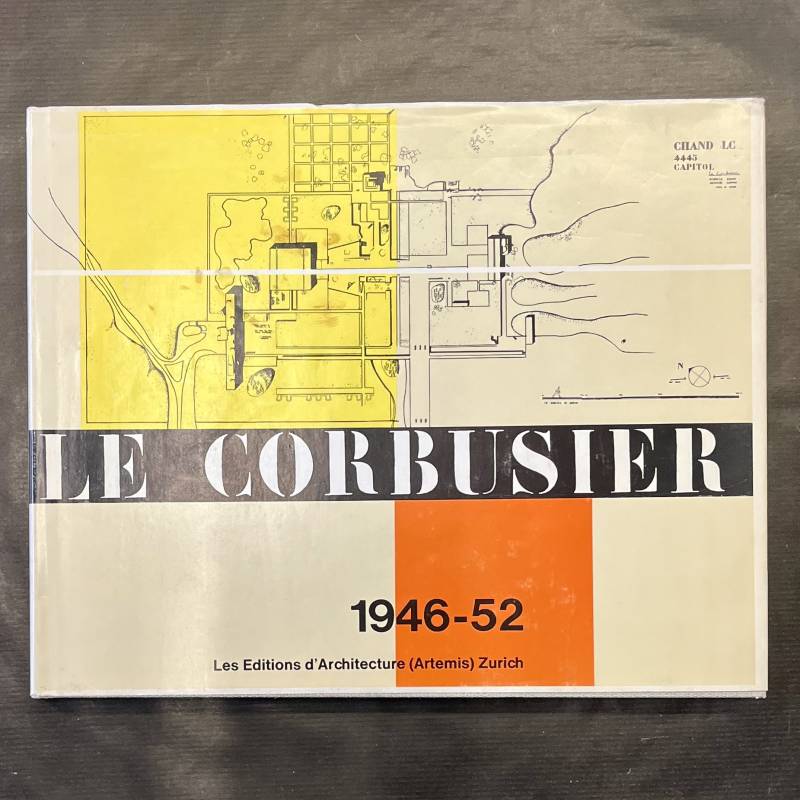 CHAND LC
4445
CAPITOL
N
A
LE CORBUSIER
1946-52
Les Editions d'Architecture (Artemis) Zurich